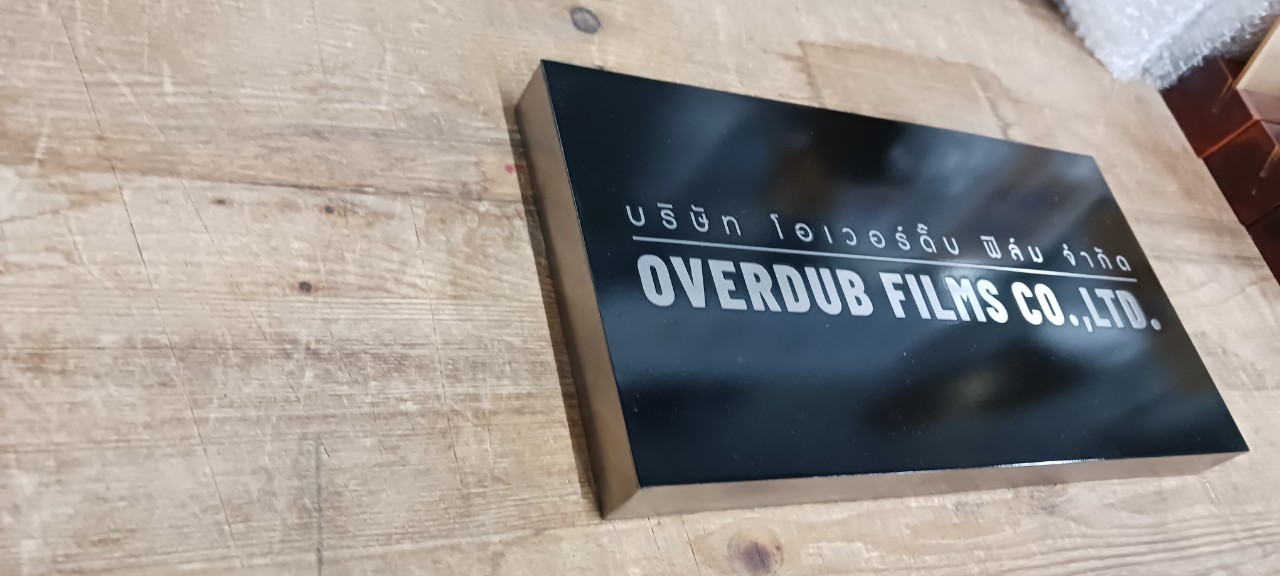 บริษัท โอเวอร์ดั๊บ ฟิล์ม จำกัด
OVERDUB FILMS CO.,LTD.